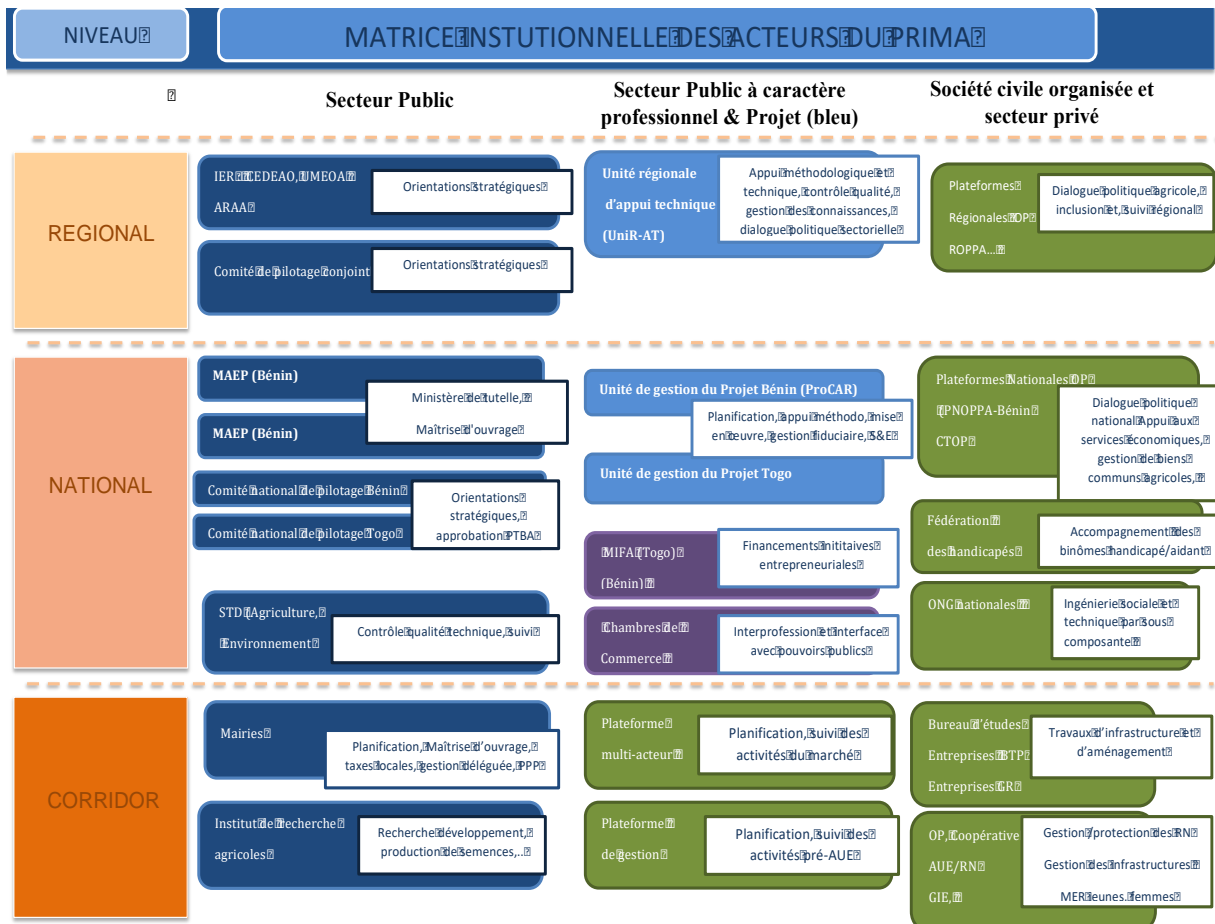 NIVEAU
MATRICE INSTUTIONNELLE DES ACTEURS DU PRIMA
Secteur Public
Secteur Public à caractère
professionnel & Projet (bleu)
Société civile organisée et
secteur privé
REGIONAL
IER CEDEAO, UMEOA
ARAA
Orientations stratégiques
Comité de pilotage conjoint
Orientations stratégiques
Unité régionale
d'appui technique
(UniR-AT)
Appui méthodologique et
technique, contrôle qualité,
gestion des connaissances,
dialogue politique sectorielle
Plateformes
Régionales OP
ROPPA...
Dialogue politique agricole,
inclusion et, suivi régional
NATIONAL
MAEP (Bénin)
MAEP (Bénin)
Ministère de tutelle,
Maîtrise d'ouvrage
Comité national de pilotage Bénin
Comité national de pilotage Togo
Orientations
stratégiques,
approbation PTBA
STD (Agriculture,
Environnement
Contrôle qualité technique, suivi
Unité de gestion du Projet Bénin (ProCAR)
Planification, appui méthodo, mise
en œuvre, gestion fiduciaire, S&E
Unité de gestion du Projet Togo
MIFA (Togo)
(Bénin)
Financements inititaives
entrepreneuriales
Chambres de
Commerce
Interprofession et interface
avec pouvoirs publics
Plateformes Nationales OP
(PNOPPA-Bénin
CTOP
Dialogue politique
national Appui aux
services économiques,
gestion de biens
communs agricoles,
Fédération
des handicapés
Accompagnement des
binômes handicapé/aidant
ONG nationales
Ingénierie sociale et
technique par sous
composante
CORRIDOR
Mairies
Planification, Maîtrise d'ouvrage,
taxes locales, gestion déléguée, PPP
Institut de recherche
agricoles
Recherche développement,
production de semences,..
Plateforme
multi-acteur
Planification, suivi des
activités du marché
Plateforme
de gestion
Planification, suivi des
activités pré-AUE
Bureau d'études
Entreprises BTP
Entreprises GR
Travaux d'infrastructure et
d'aménagement
OP, Coopérative
AUE/RN
GIE,
Gestion /protection des RN
Gestion des infrastructures
MER jeunes. femmes